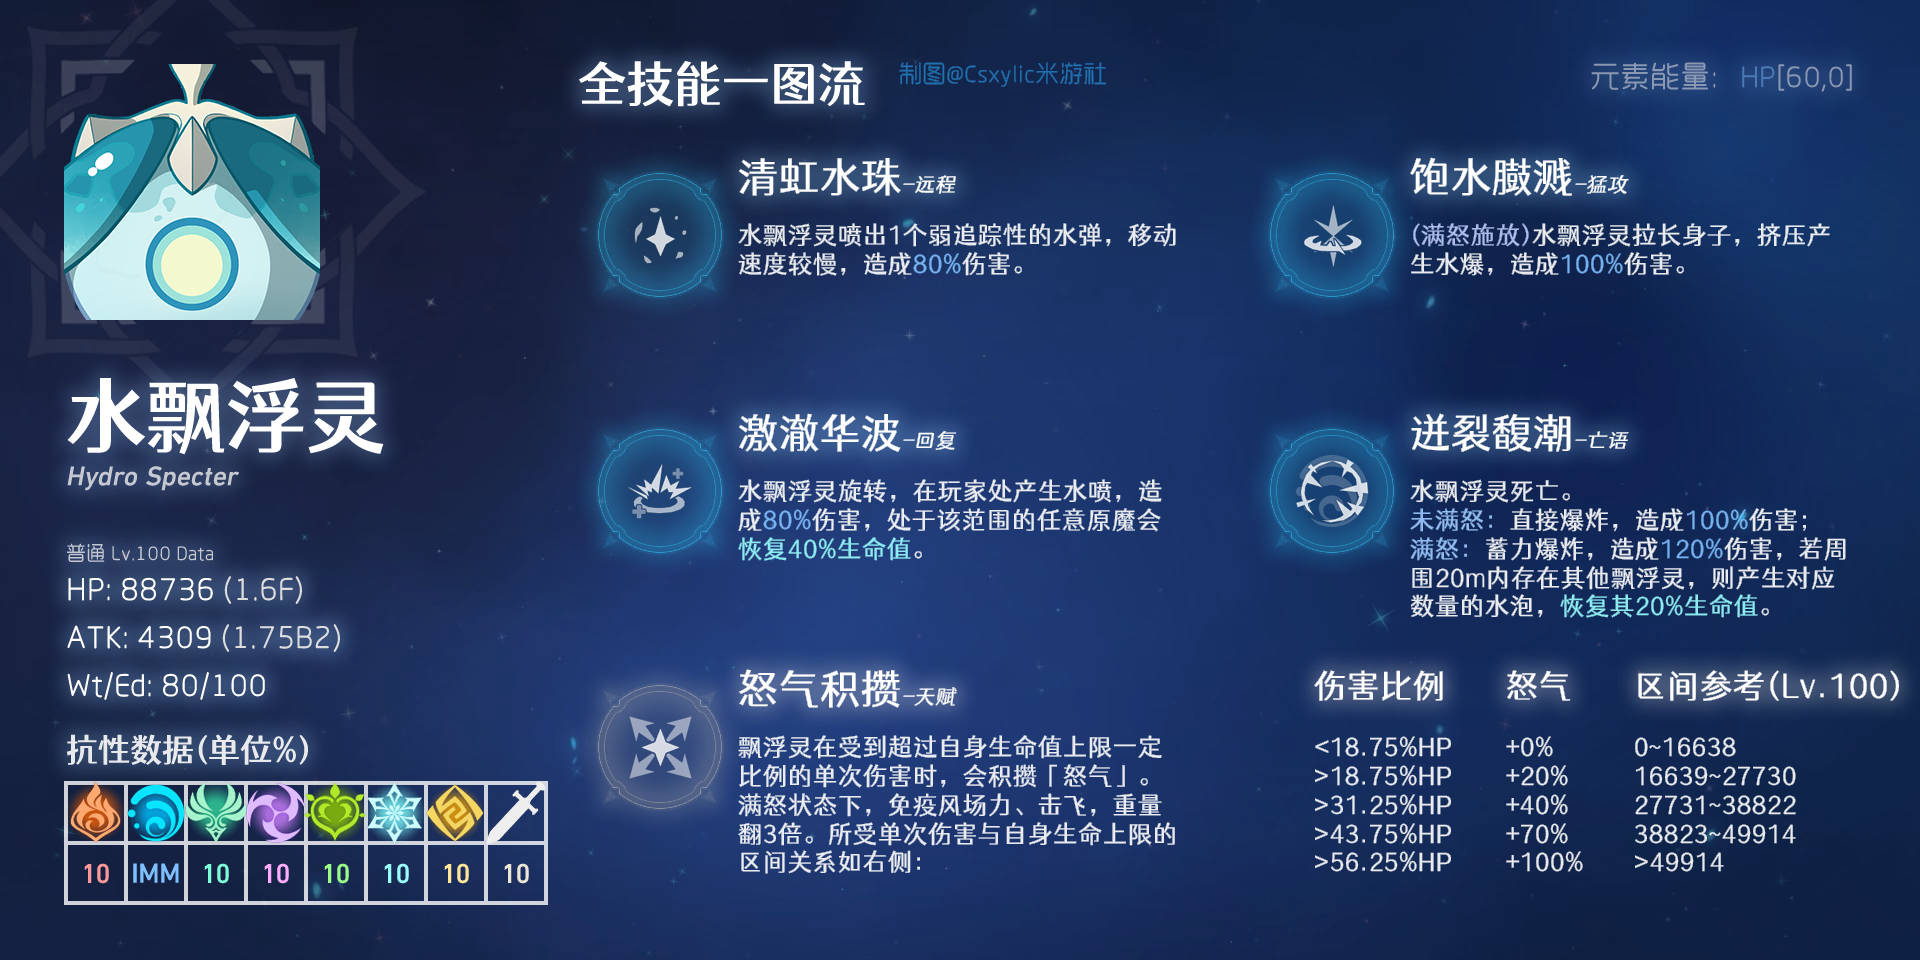 全技能一图流
制图@Csxylic米游社
元素能量： HP[60,0]
水飘浮灵
Hydro Specter
普通 Lv.100 Data
HP: 88736 (1.6F)
ATK: 4309 (1.75B2)
Wt/Ed: 80/100
抗性数据(单位%)
10 IMM 10 10 10 10 10 10
清虹水珠-远程
水飘浮灵喷出1个弱追踪性的水弹，移动
速度较慢，造成80%伤害。
饱水臌溅-猛攻
(满怒施放)水飘浮灵拉长身子，挤压产
生水爆，造成100%伤害。
激澈华波-回复
水飘浮灵旋转，在玩家处产生水喷，造
成80%伤害，处于该范围的任意原魔会
恢复40%生命值。
迸裂馥潮-亡语
水飘浮灵死亡。
未满怒：直接爆炸，造成100%伤害；
满怒：蓄力爆炸，造成120%伤害，若周
围20m内存在其他飘浮灵，则产生对应
数量的水泡，恢复其20%生命值。
怒气积攒-天赋
飘浮灵在受到超过自身生命值上限一定
比例的单次伤害时，会积攒「怒气」。
满怒状态下，免疫风场力、击飞，重量
翻3倍。所受单次伤害与自身生命上限的
区间关系如右侧：
伤害比例 怒气 区间参考(Lv.100)
<18.75%HP +0% 0~16638
>18.75%HP +20% 16639~27730
>31.25%HP +40% 27731~38822
>43.75%HP +70% 38823~49914
>56.25%HP +100% >49914